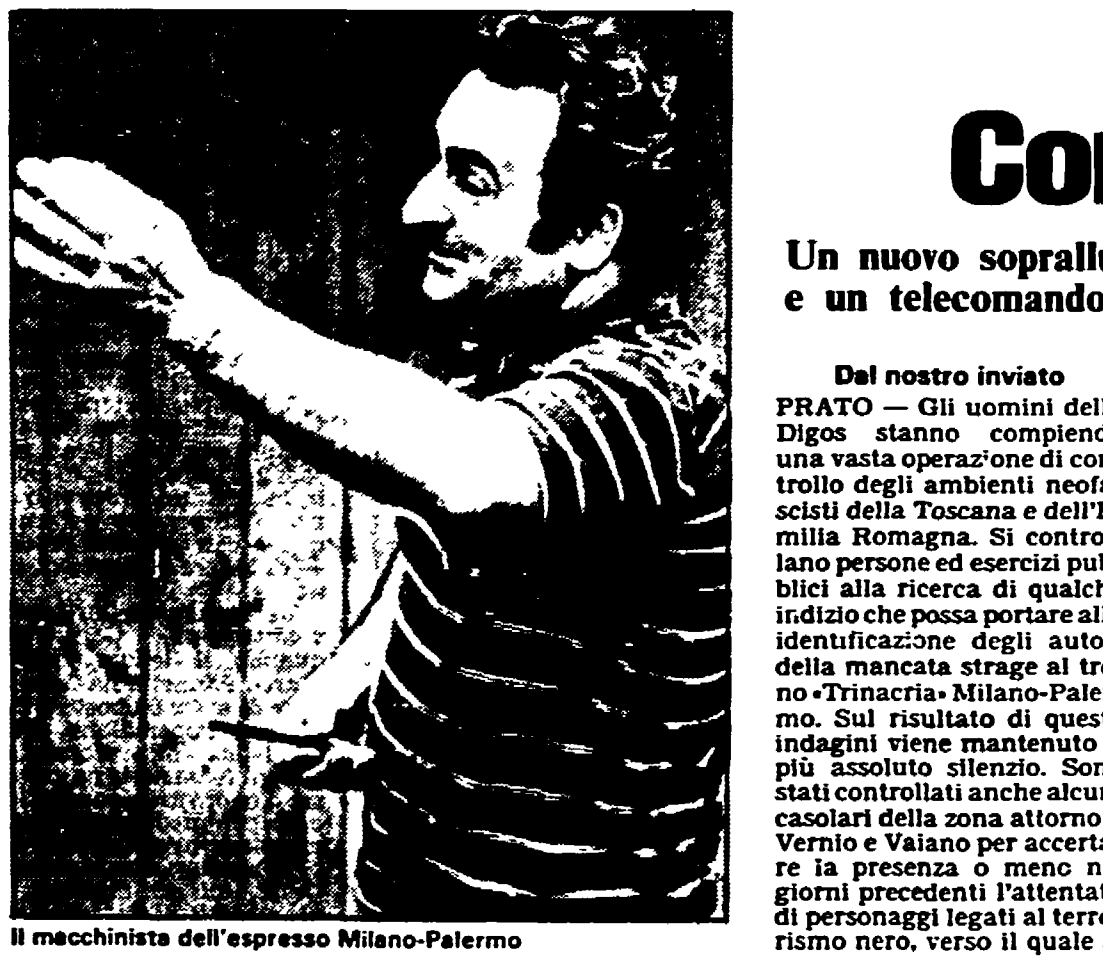 Con
Un nuovo soprallu
e un telecomando
Dal nostro inviato
PRATO — Gli uomini dell
Digos stanno compiend
una vasta operazione di con
trollo degli ambienti neofa
scisti della Toscana e dell'E
milia Romagna. Si contro
lano persone ed esercizi pub
blici alla ricerca di qualch
indizio che possa portare all
identificazione degli auto
della mancata strage al tre
no «Trinacria» Milano-Pale
mo. Sul risultato di quest
indagini viene mantenuto
più assoluto silenzio. Son
stati controllati anche alcun
casolari della zona attorno
Vernio e Vaiano per accerta
re la presenza o meno n
giorni precedenti l'attentat
di personaggi legati al terro
rismo nero, verso il quale
Il macchinista dell'espresso Milano-Palermo